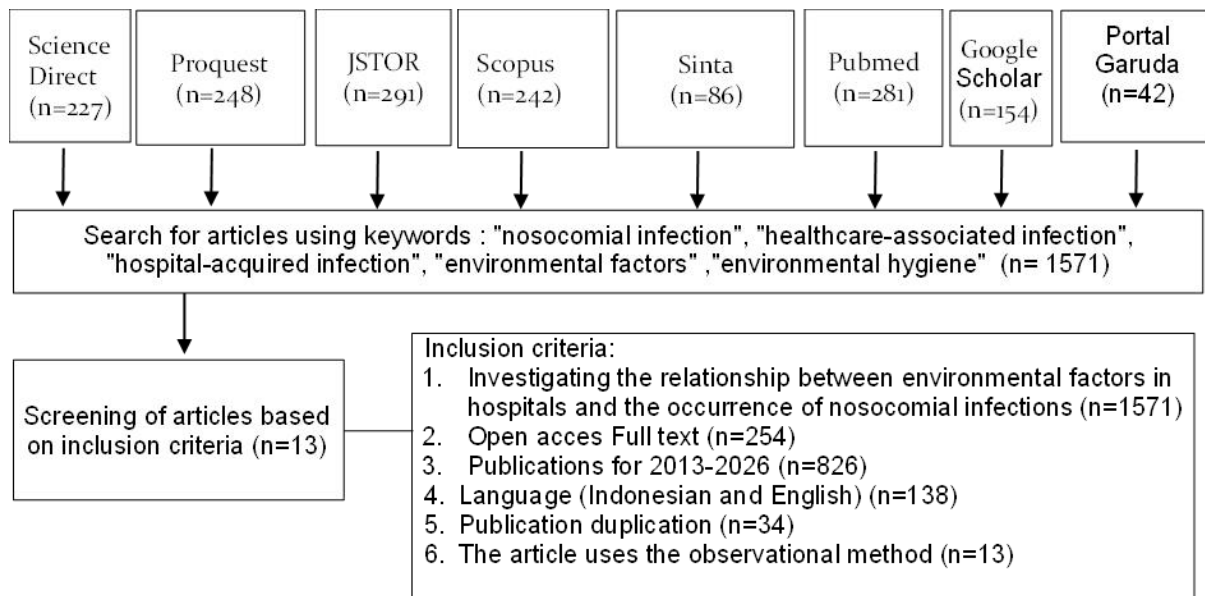 Science
Direct
(n=227)
Proquest
(n=248)
JSTOR
(n=291)
Scopus
(n=242)
Sinta
(n=86)
Pubmed
(n=281)
Google
Scholar
(n=154)
Portal
Garuda
(n=42)
Search for articles using keywords : "nosocomial infection", "healthcare-associated infection",
"hospital-acquired infection", "environmental factors" ,"environmental hygiene" (n= 1571)
Screening of articles based
on inclusion criteria (n=13)
Inclusion criteria:
1. Investigating the relationship between environmental factors in
hospitals and the occurrence of nosocomial infections (n=1571)
2. Open acces Full text (n=254)
3. Publications for 2013-2026 (n=826)
4. Language (Indonesian and English) (n=138)
5. Publication duplication (n=34)
6. The article uses the observational method (n=13)